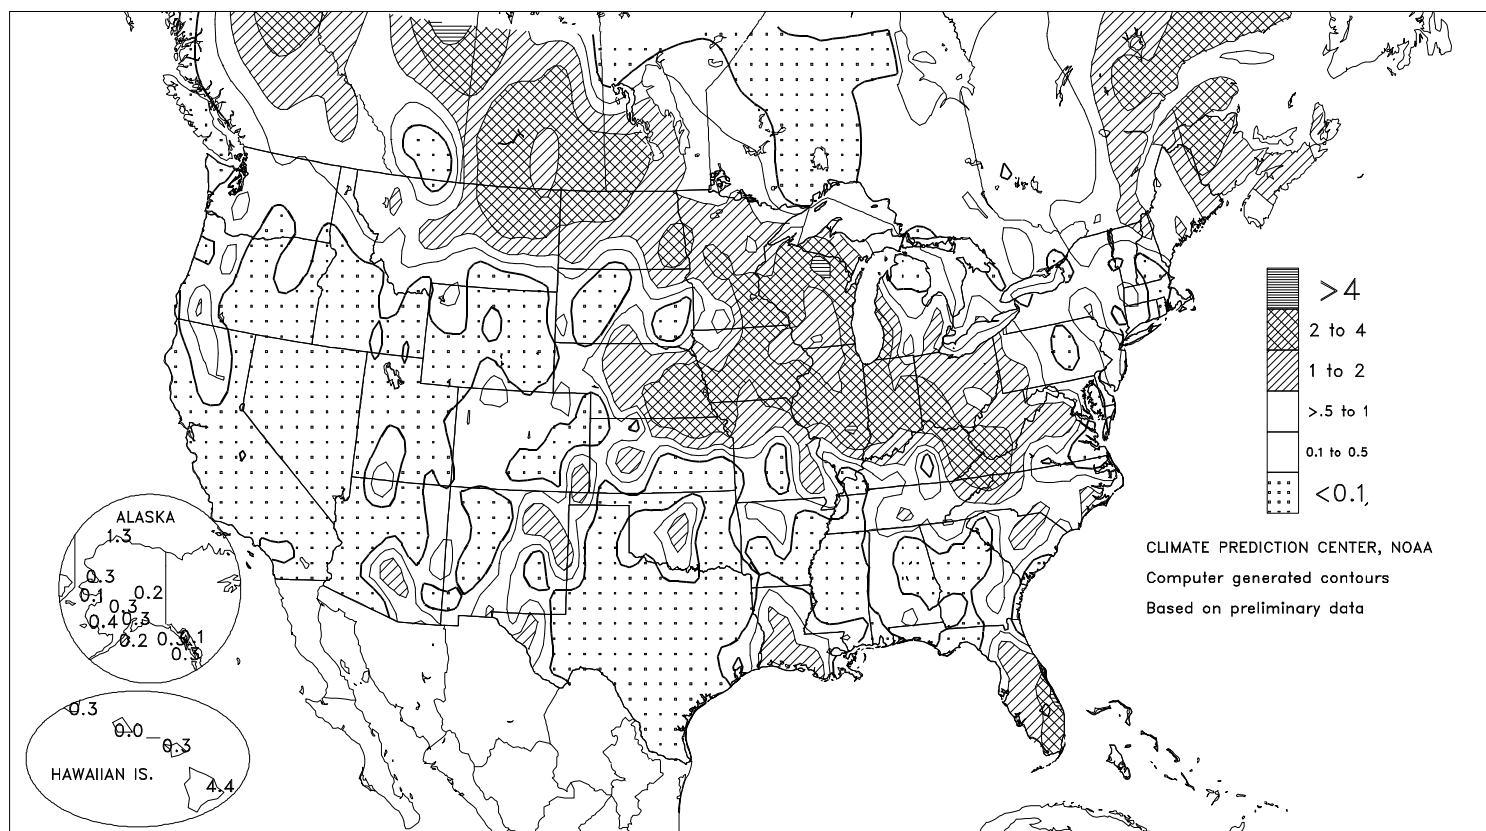 >4
2 to 4
1 to 2
>.5 to 1
0.1 to 0.5
<0.1,
ALASKA
1.3
0.3
0.1
0.2
0.3
0.4
0.3
0.2
CLIMATE PREDICTION CENTER, NOAA
Computer generated contours
Based on preliminary data
0.3
0.0
0.3
HAWAIIAN IS.
4.4